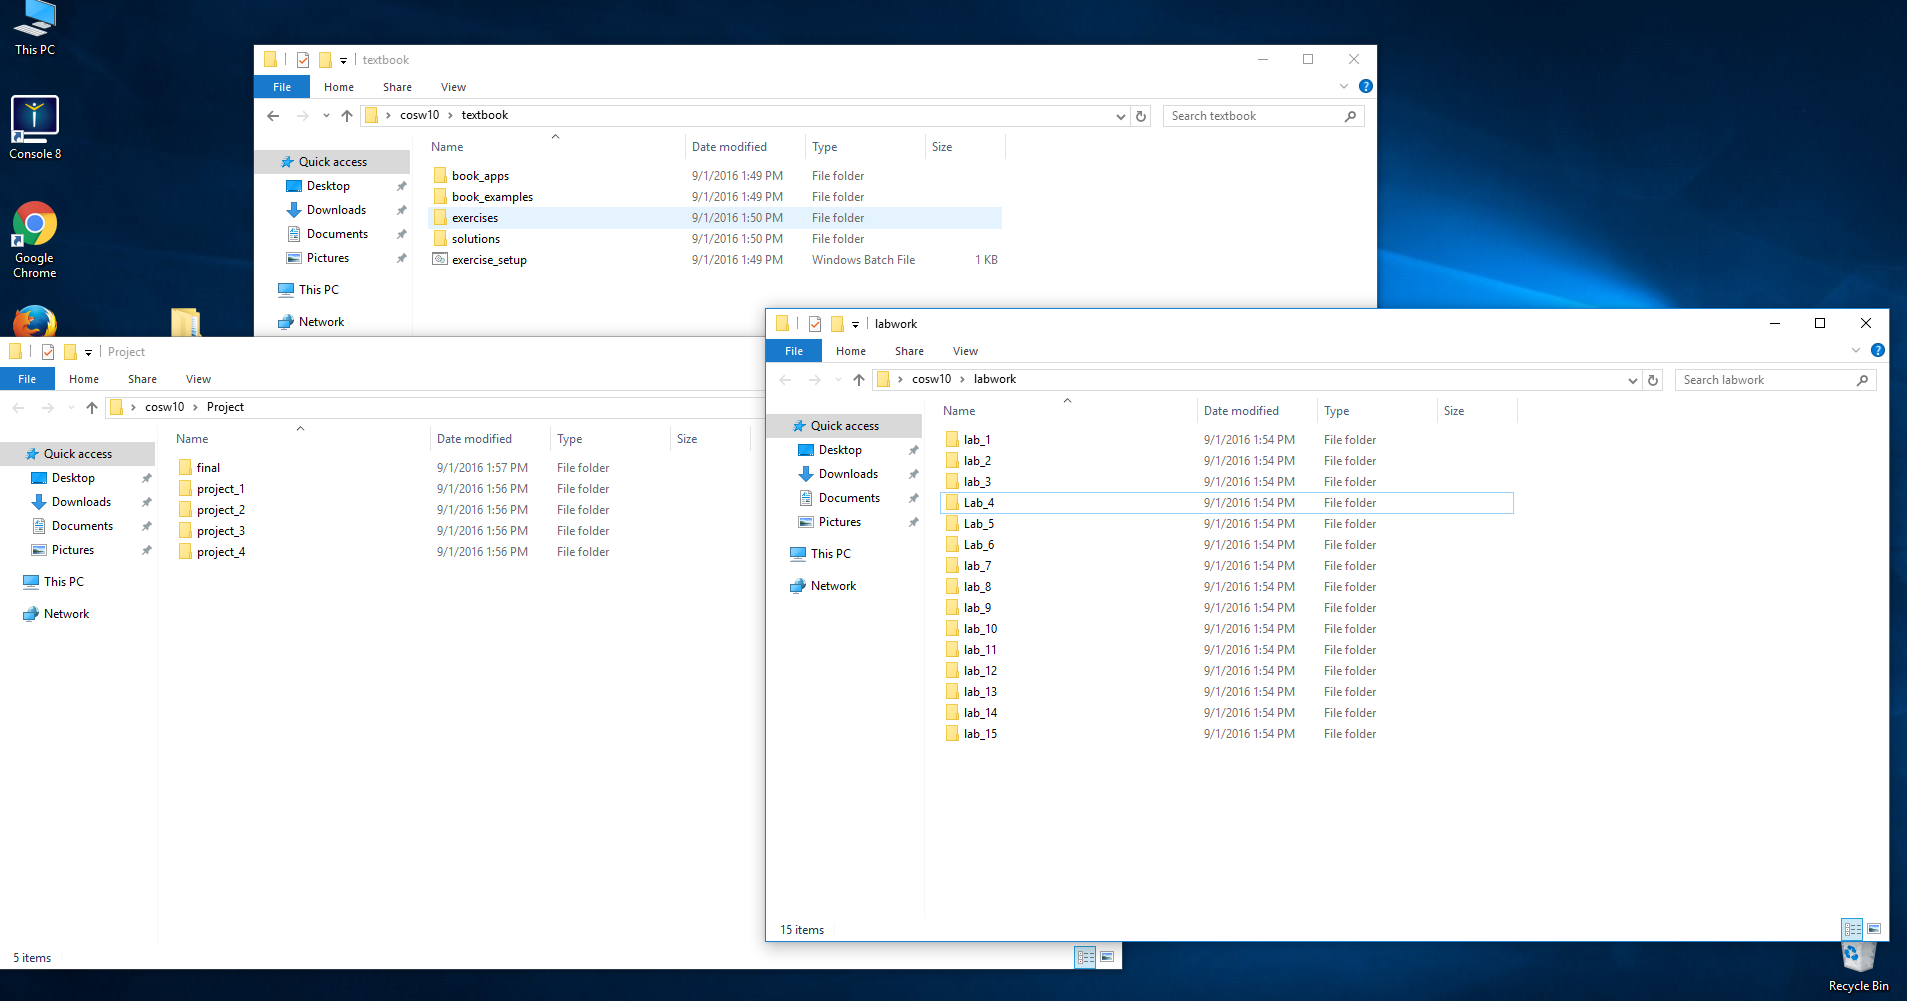 This PC
Console 8
Google
Chrome
textbook
File Home Share View
cosw10 textbook
Search textbook
Name Date modified Type Size
Quick access
Desktop
Downloads
Documents
Pictures
This PC
Network
book_apps 9/1/2016 1:49 PM File folder
book_examples 9/1/2016 1:49 PM File folder
exercises 9/1/2016 1:50 PM File folder
solutions 9/1/2016 1:50 PM File folder
exercise_setup 9/1/2016 1:49 PM Windows Batch File 1 KB
Project
File Home Share View
cosw10 Project
Name Date modified Type Size
Quick access
Desktop
Downloads
Documents
Pictures
This PC
Network
final 9/1/2016 1:57 PM File folder
project_1 9/1/2016 1:56 PM File folder
project_2 9/1/2016 1:56 PM File folder
project_3 9/1/2016 1:56 PM File folder
project_4 9/1/2016 1:56 PM File folder
5 items
labwork
File Home Share View
cosw10 labwork
Search labwork
Name Date modified Type Size
Quick access
Desktop
Downloads
Documents
Pictures
This PC
Network
lab_1 9/1/2016 1:54 PM File folder
lab_2 9/1/2016 1:54 PM File folder
lab_3 9/1/2016 1:54 PM File folder
Lab_4 9/1/2016 1:54 PM File folder
Lab_5 9/1/2016 1:54 PM File folder
Lab_6 9/1/2016 1:54 PM File folder
lab_7 9/1/2016 1:54 PM File folder
lab_8 9/1/2016 1:54 PM File folder
lab_9 9/1/2016 1:54 PM File folder
lab_10 9/1/2016 1:54 PM File folder
lab_11 9/1/2016 1:54 PM File folder
lab_12 9/1/2016 1:54 PM File folder
lab_13 9/1/2016 1:54 PM File folder
lab_14 9/1/2016 1:54 PM File folder
lab_15 9/1/2016 1:54 PM File folder
15 items
Recycle Bin